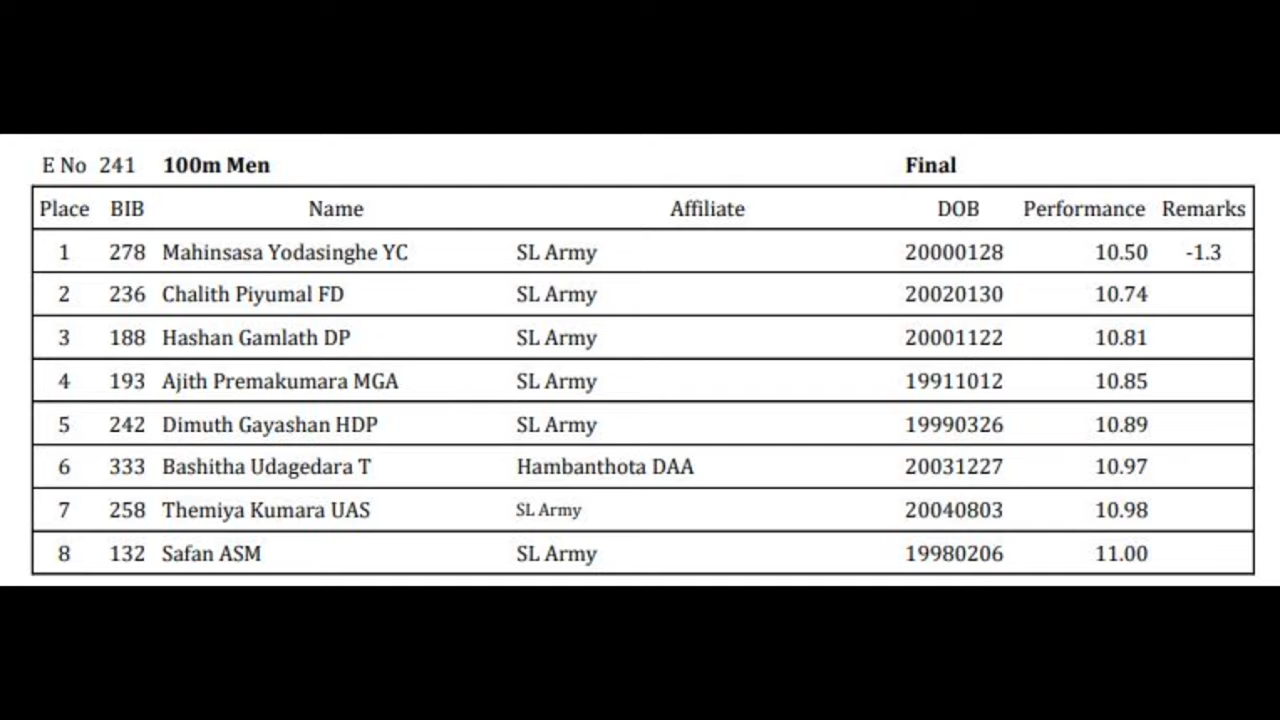 E No 241 100m Men Final
Place BIB Name Affiliate DOB Performance Remarks
1 278 Mahinsasa Yodasinghe YC SL Army 20000128 10.50 -1.3
2 236 Chalith Piyumal FD SL Army 20020130 10.74
3 188 Hashan Gamlath DP SL Army 20001122 10.81
4 193 Ajith Premakumara MGA SL Army 19911012 10.85
5 242 Dimuth Gayashan HDP SL Army 19990326 10.89
6 333 Bashitha Udagedara T Hambanthota DAA 20031227 10.97
7 258 Themiya Kumara UAS SL Army 20040803 10.98
8 132 Safan ASM SL Army 19980206 11.00